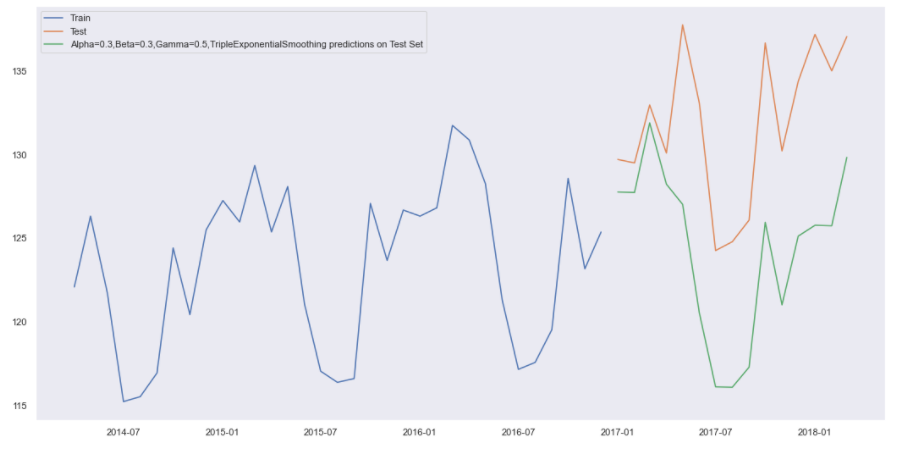 Train
Test
Alpha=0.3,Beta=0.3,Gamma=0.5,TripleExponentialSmoothing predictions on Test Set
135
130
125
120
115
2014-07 2015-01 2015-07 2016-01 2016-07 2017-01 2017-07 2018-01